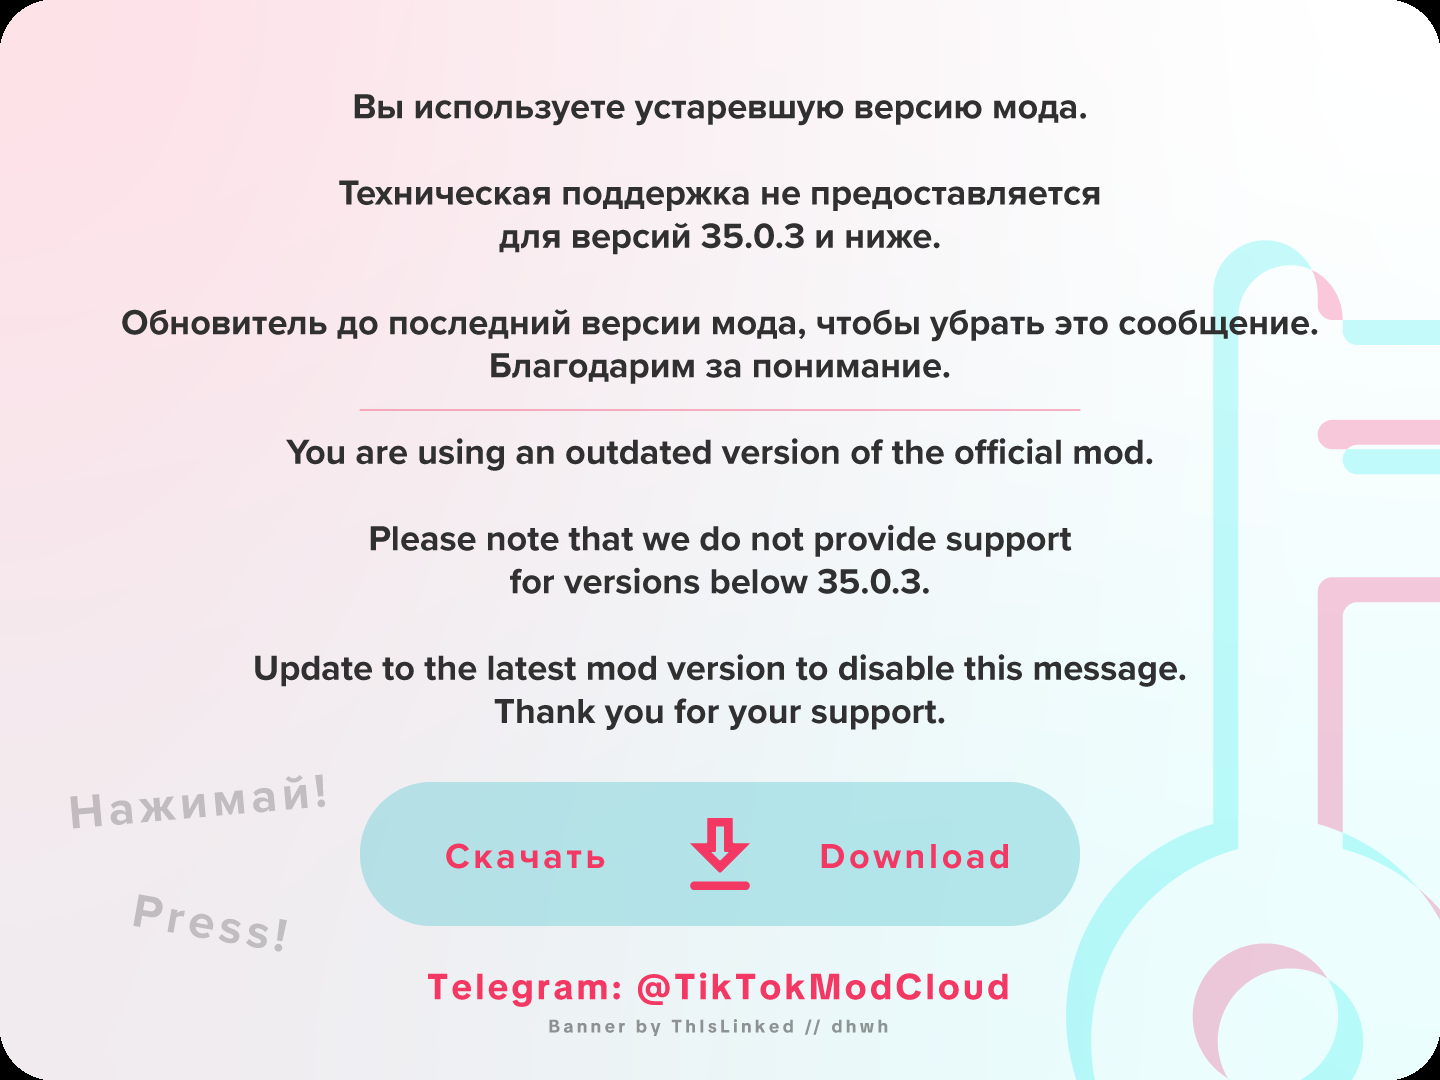 Вы используете устаревшую версию мода.
Техническая поддержка не предоставляется
для версий 35.0.3 и ниже.
Обновитель до последний версии мода, чтобы убрать это сообщение.
Благодарим за понимание.
You are using an outdated version of the official mod.
Please note that we do not provide support
for versions below 35.0.3.
Update to the latest mod version to disable this message.
Thank you for your support.
Нажимай!
Скачать Download
Press!
Telegram: @TikTokModCloud
Banner by ThIsLinked // dhwh